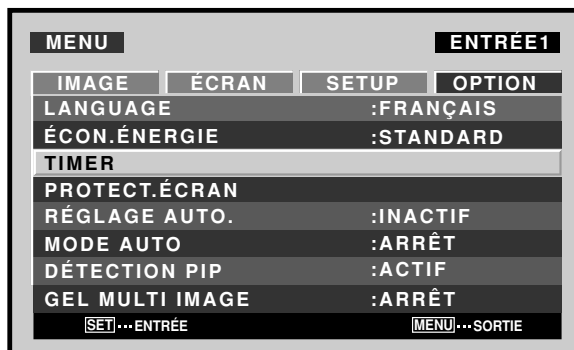 MENU ENTRÉE1
IMAGE ÉCRAN SETUP OPTION
LANGUAGE :FRANÇAIS
ÉCON.ÉNERGIE :STANDARD
TIMER
PROTECT.ÉCRAN
RÉGLAGE AUTO. :INACTIF
MODE AUTO :ARRÊT
DÉTECTION PIP :ACTIF
GEL MULTI IMAGE :ARRÊT
SET···ENTRÉE MENU···SORTIE